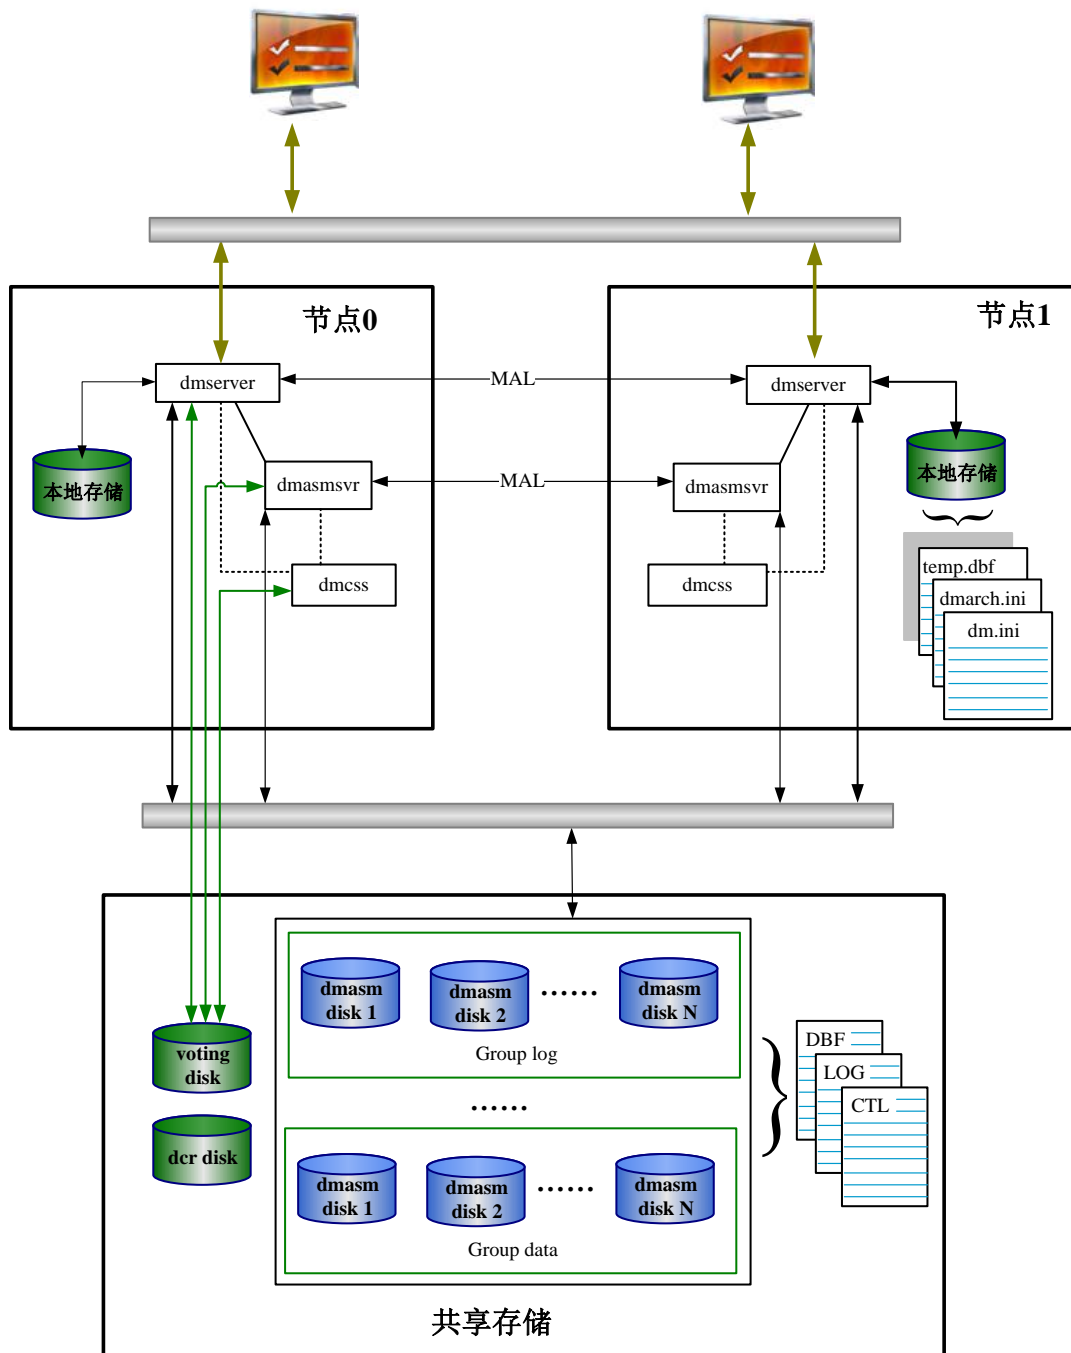 节点0
节点1
dmserver
MAL
dmserver
本地存储
dmasmsvr
MAL
dmasmsvr
本地存储
dmcss
dmcss
temp.dbf
dmarch.ini
dm.ini
dmasm
disk 1
dmasm
disk 2
......
dmasm
disk N
Group log
voting
disk
DBF
LOG
CTL
......
dcr disk
dmasm
disk 1
dmasm
disk 2
......
dmasm
disk N
Group data
共享存储